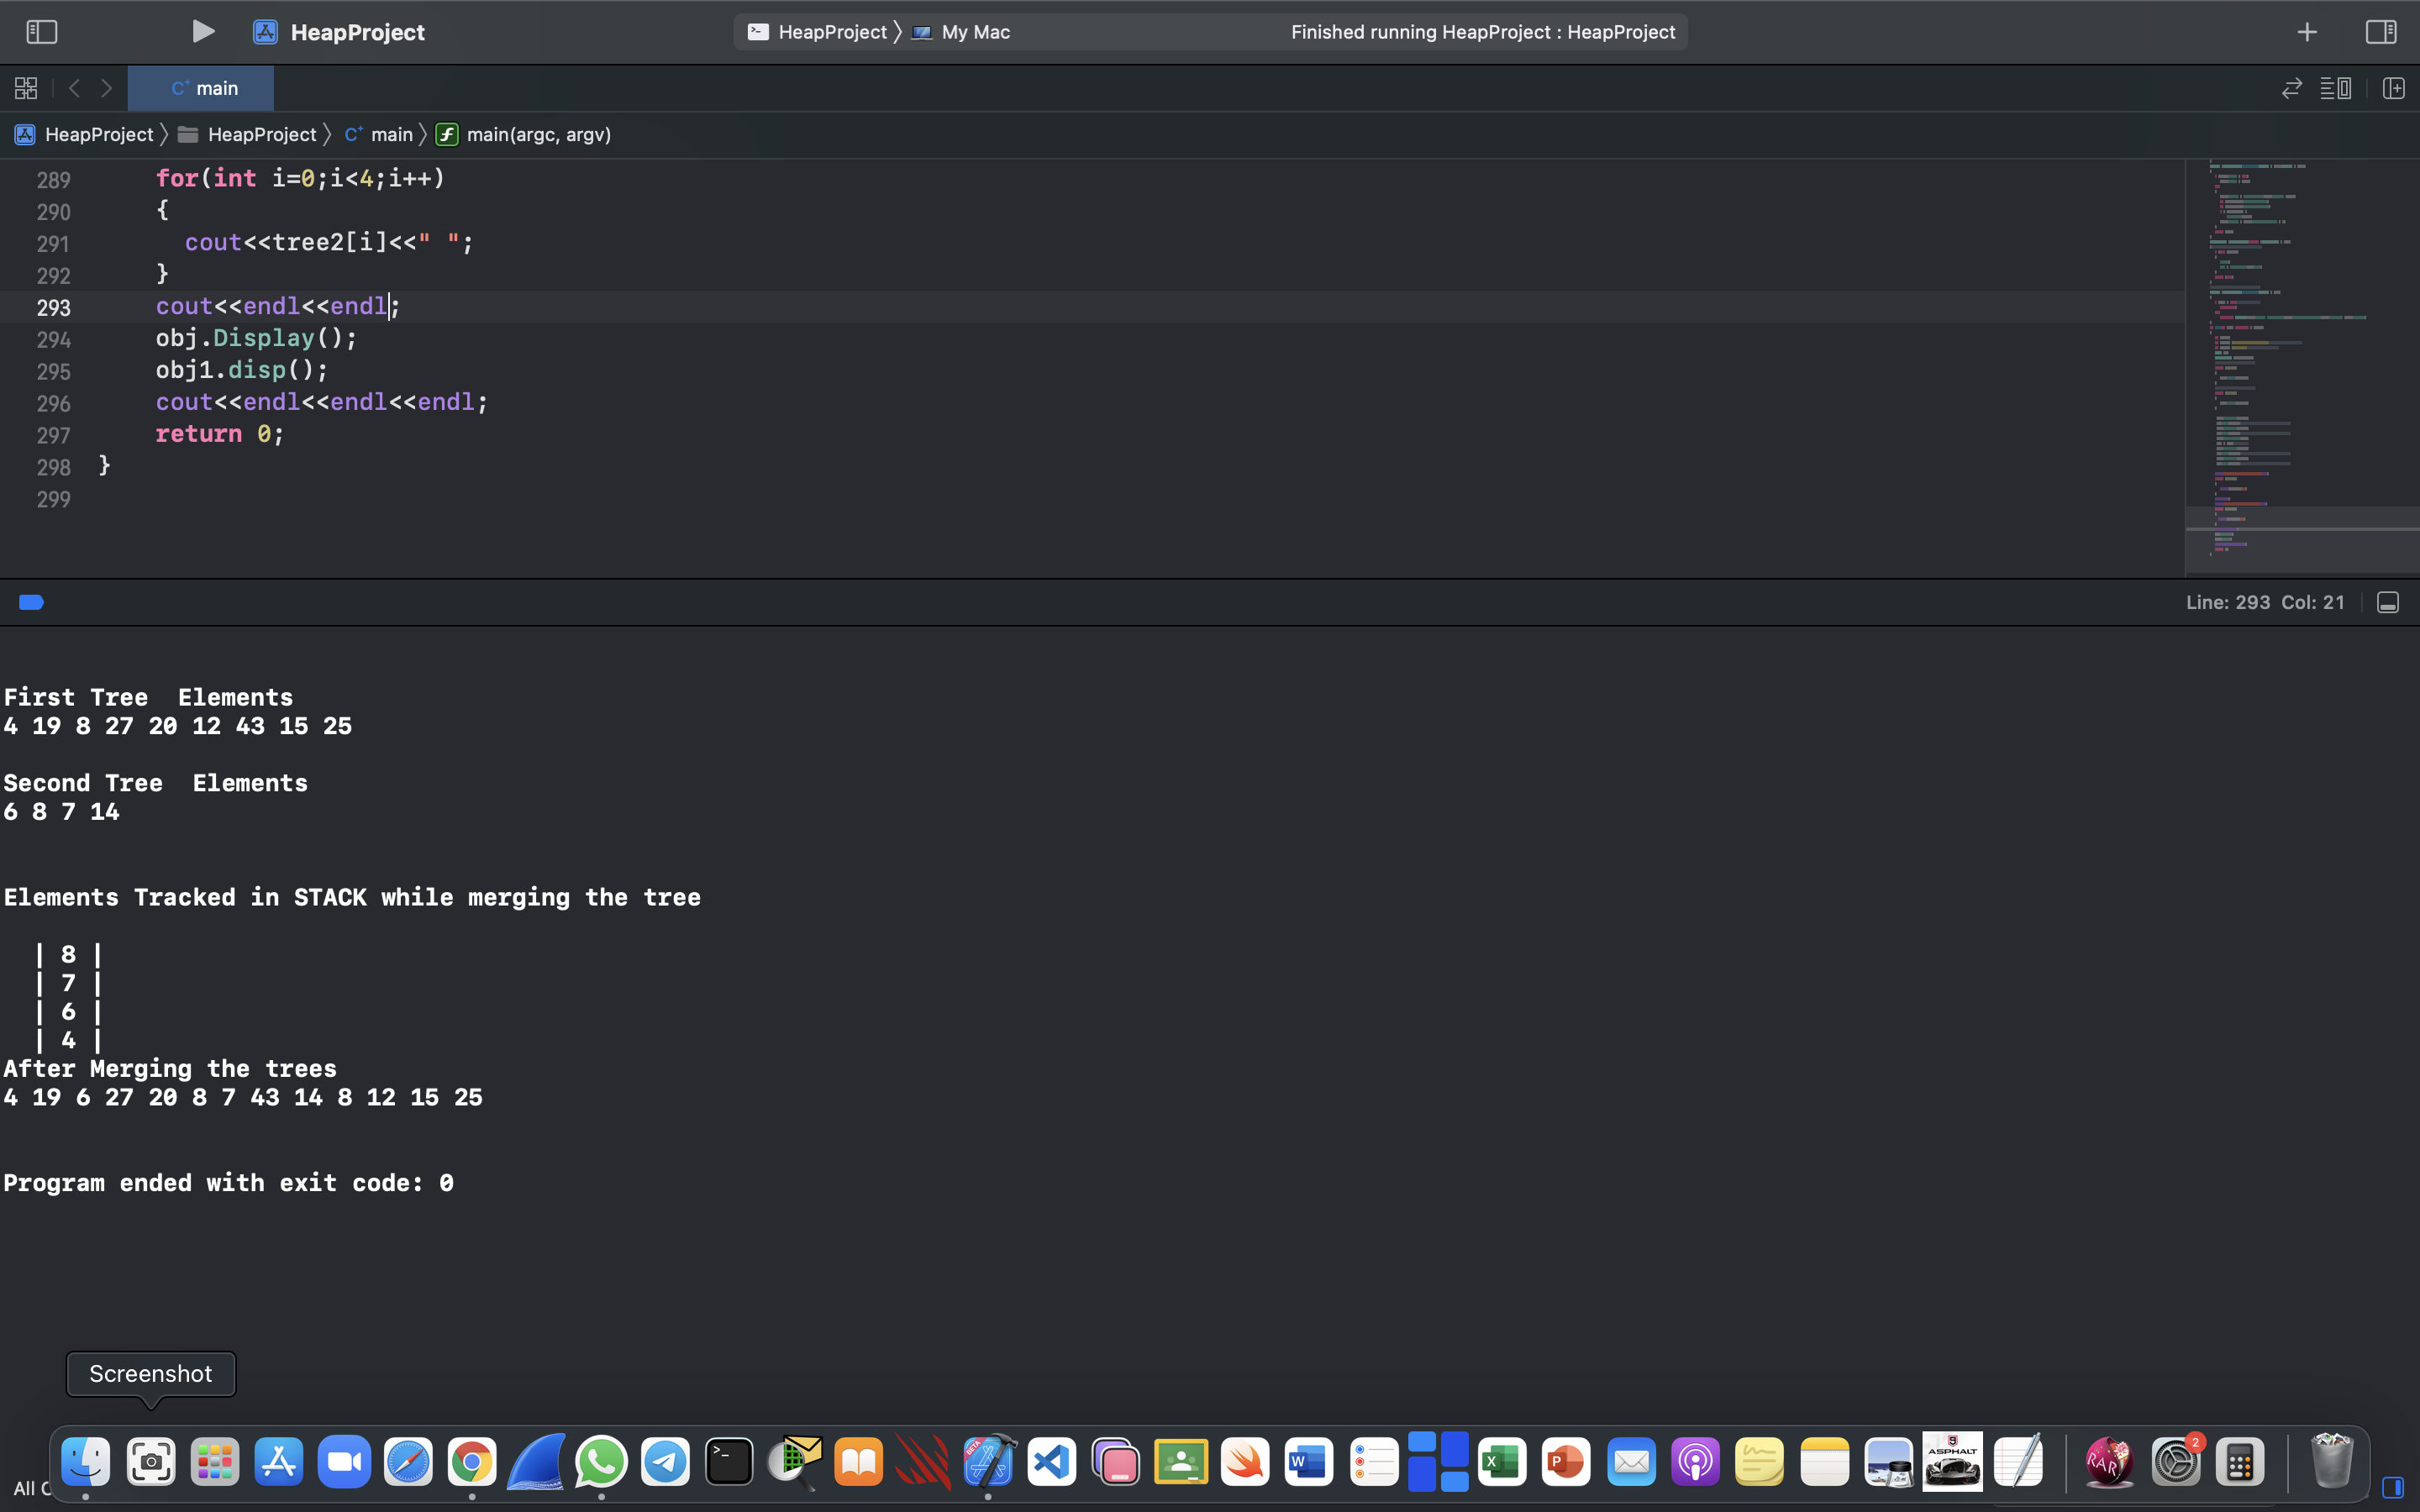 HeapProject
HeapProject 〉 My Mac
Finished running HeapProject : HeapProject
C+ main
HeapProject 〉 HeapProject 〉 C+ main 〉 f main(argc, argv)
289 for(int i=0;i<4;i++)
290 {
291 cout<<tree2[i]<<" ";
292 }
293 cout<<endl<<endl;
294 obj.Display();
295 obj1.disp();
296 cout<<endl<<endl<<endl;
297 return 0;
298 }
299
Line: 293 Col: 21
First Tree  Elements
4 19 8 27 20 12 43 15 25
Second Tree  Elements
6 8 7 14
Elements Tracked in STACK while merging the tree
| 8 |
| 7 |
| 6 |
| 4 |
After Merging the trees
4 19 6 27 20 8 7 43 14 8 12 15 25
Program ended with exit code: 0
Screenshot
All
BETA
W
X
P
9
ASPHALT
RAR
2